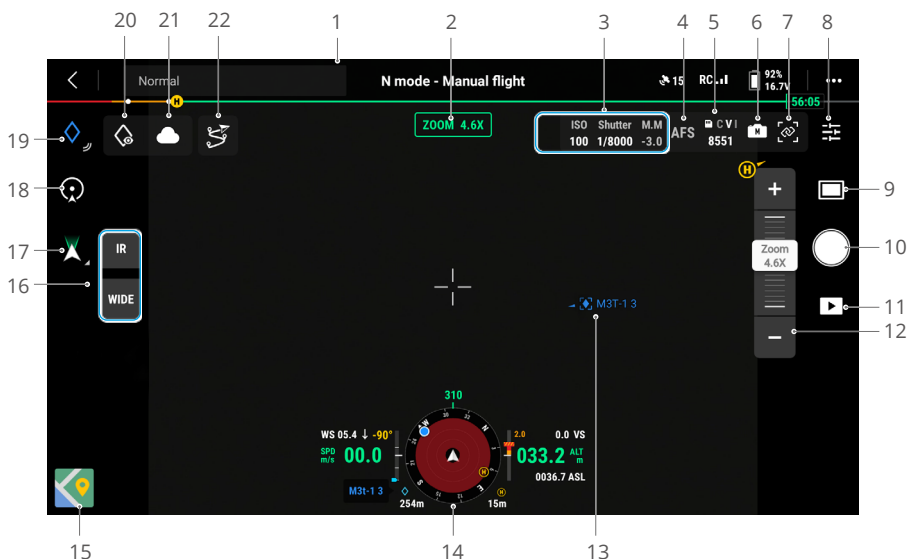 20 21 22 1 2 3 4 5 6 7 8
Normal
N mode - Manual flight
15
RC
92%
16.7V
H
56:05
ZOOM 4.6X
ISO Shutter M.M
100 1/8000 -3.0
AFS
C V I
8551
M
19
H
18
+
9
17
IR
Zoom
4.6X
10
16
WIDE
M3T-1 3
11
−
12
310
WS 05.4 ↓ -90°
2.0
0.0 VS
SPD
m/s
00.0
33 N W S E 24 12
H
033.2
ALT
m
0036.7 ASL
M3t-1 3
254m
H
15m
15 14 13